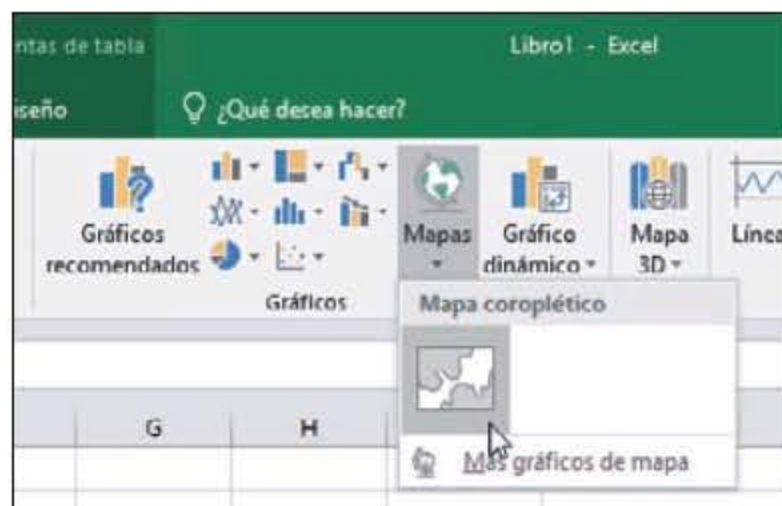 ntas de tabla
Libro1 - Excel
iseño
¿Qué desea hacer?
Gráficos
recomendados
Mapas
Gráfico
dinámico
Mapa
3D
Línea
Gráficos
Mapa coroplético
G
H
Más gráficos de mapa